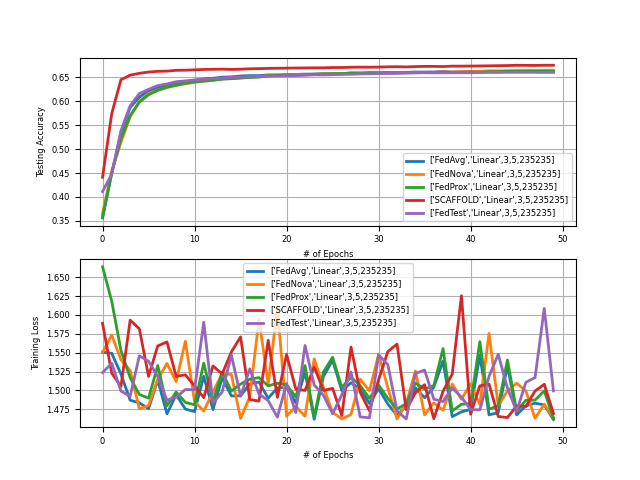 0.65
0.60
0.55
0.50
0.45
0.40
0.35
Testing Accuracy
['FedAvg','Linear',3,5,235235]
['FedNova','Linear',3,5,235235]
['FedProx','Linear',3,5,235235]
['SCAFFOLD','Linear',3,5,235235]
['FedTest','Linear',3,5,235235]
0 10 20 30 40 50
# of Epochs
1.650
1.625
1.600
1.575
1.550
1.525
1.500
1.475
Training Loss
['FedAvg','Linear',3,5,235235]
['FedNova','Linear',3,5,235235]
['FedProx','Linear',3,5,235235]
['SCAFFOLD','Linear',3,5,235235]
['FedTest','Linear',3,5,235235]
0 10 20 30 40 50
# of Epochs